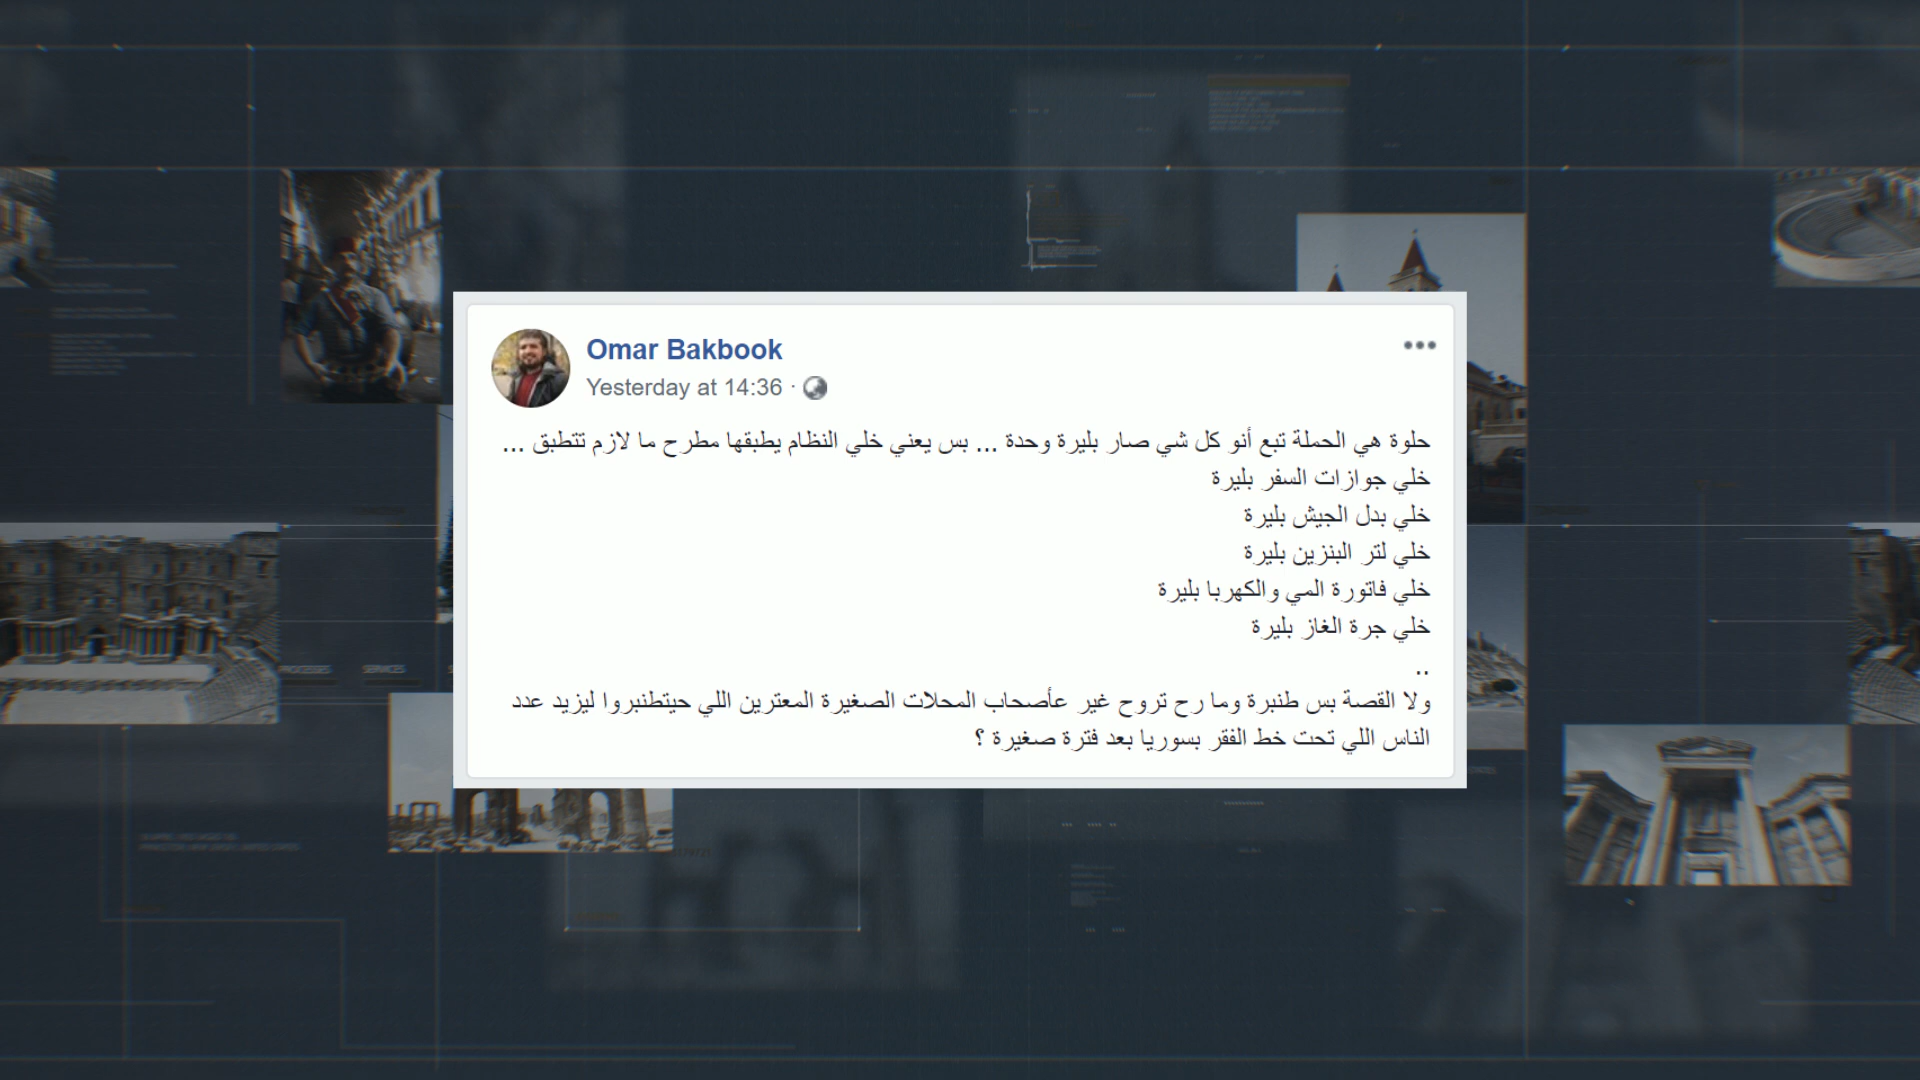 Omar Bakbook
Yesterday at 14:36 ·
حلوة هي الحملة تبع أنو كل شي صار بليرة وحدة ... بس يعني خلي النظام يطبقها مطرح ما لازم تتطبق ...
خلي جوازات السفر بليرة
خلي بدل الجيش بليرة
خلي لتر البنزين بليرة
خلي فاتورة المي والكهربا بليرة
خلي جرة الغاز بليرة
..
ولا القصة بس طنبرة وما رح تروح غير عأصحاب المحلات الصغيرة المعترين اللي حيتطنبروا ليزيد عدد
الناس اللي تحت خط الفقر بسوريا بعد فترة صغيرة ؟
PROCESSES
SERVICES